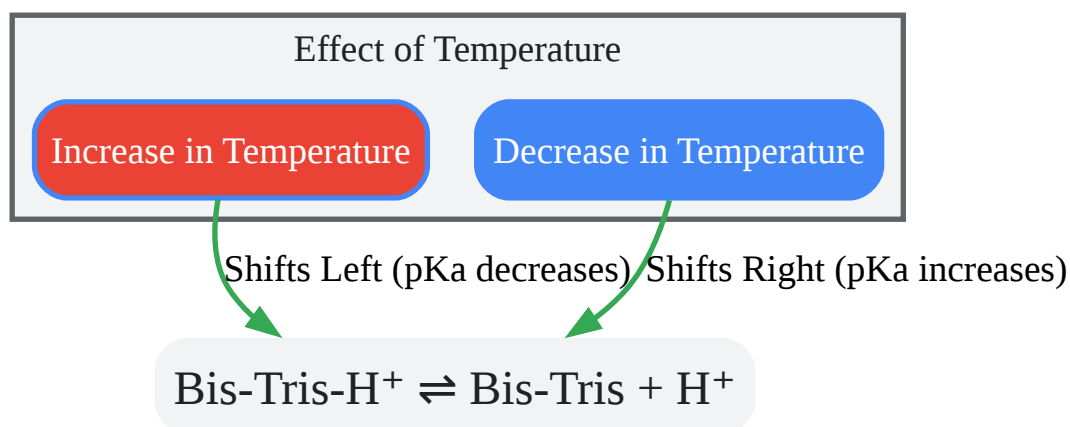 Effect of Temperature
Increase in Temperature
Decrease in Temperature
Shifts Left (pKa decreases)
Shifts Right (pKa increases)
Bis-Tris-H⁺ ⇌ Bis-Tris + H⁺